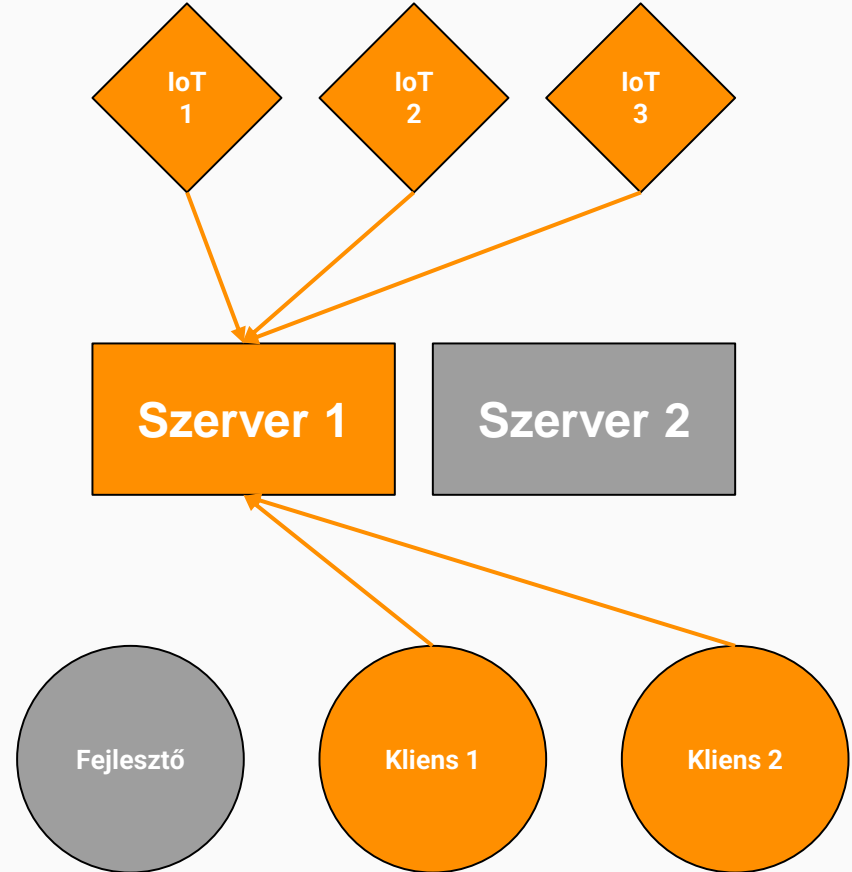 IoT
1
IoT
2
IoT
3
Szerver 1
Szerver 2
Fejlesztő
Kliens 1
Kliens 2